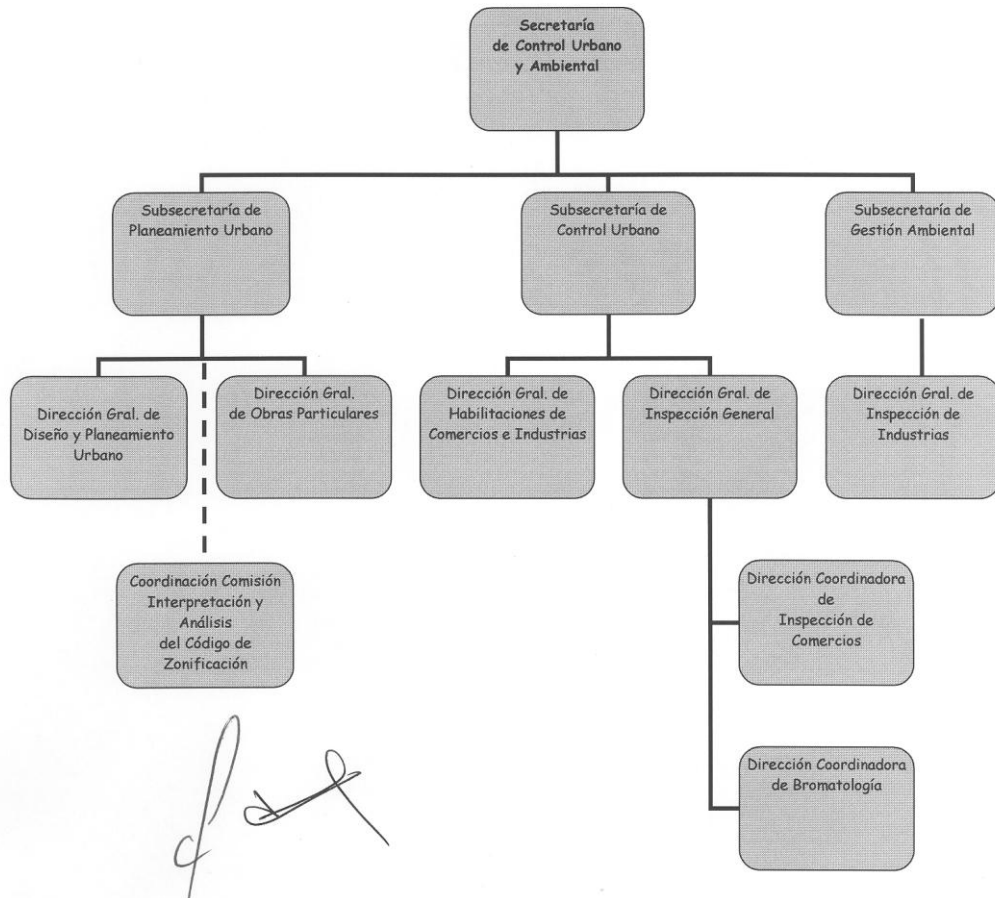 Secretaría
de Control Urbano
y Ambiental
Subsecretaría de
Planeamiento Urbano
Subsecretaría de
Control Urbano
Subsecretaría de
Gestión Ambiental
Dirección Gral. de
Diseño y Planeamiento
Urbano
Dirección Gral.
de Obras Particulares
Dirección Gral. de
Habilitaciones de
Comercios e Industrias
Dirección Gral. de
Inspección General
Dirección Gral. de
Inspección de
Industrias
Coordinación Comisión
Interpretación y
Análisis
del Código de
Zonificación
Dirección Coordinadora
de
Inspección de
Comercios
Dirección Coordinadora
de Bromatología